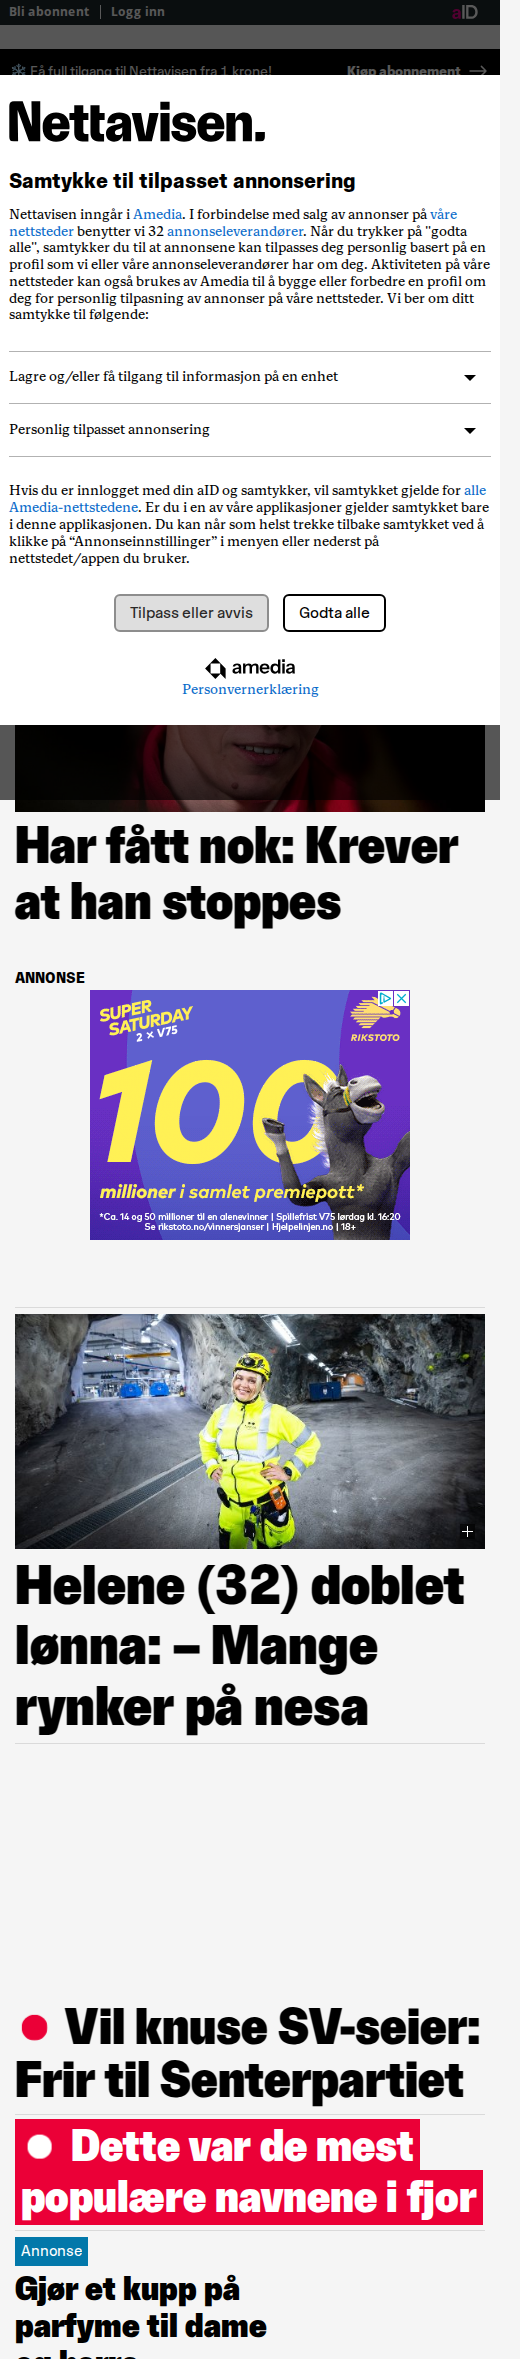 Bli abonnent | Logg inn
aID
Få full tilgang til Nettavisen fra 1 krone!
Kjøp abonnement →
Nettavisen.
Samtykke til tilpasset annonsering
Nettavisen inngår i Amedia. I forbindelse med salg av annonser på våre
nettsteder benytter vi 32 annonseleverandører. Når du trykker på "godta
alle", samtykker du til at annonsene kan tilpasses deg personlig basert på en
profil som vi eller våre annonseleverandører har om deg. Aktiviteten på våre
nettsteder kan også brukes av Amedia til å bygge eller forbedre en profil om
deg for personlig tilpasning av annonser på våre nettsteder. Vi ber om ditt
samtykke til følgende:
Lagre og/eller få tilgang til informasjon på en enhet
Personlig tilpasset annonsering
Hvis du er innlogget med din aID og samtykker, vil samtykket gjelde for alle
Amedia-nettstedene. Er du i en av våre applikasjoner gjelder samtykket bare
i denne applikasjonen. Du kan når som helst trekke tilbake samtykket ved å
klikke på “Annonseinnstillinger” i menyen eller nederst på
nettstedet/appen du bruker.
Tilpass eller avvis
Godta alle
amedia
Personvernerklæring
Har fått nok: Krever
at han stoppes
ANNONSE
SUPER
SATURDAY
2 x V75
RIKSTOTO
100
millioner i samlet premiepott*
*Ca. 14 og 50 millioner til en alenevinner | Spillefrist V75 lørdag kl. 16:20
Se rikstoto.no/vinnersjanser | Hjelpelinjen.no | 18+
Helene (32) doblet
lønna: – Mange
rynker på nesa
Vil knuse SV-seier:
Frir til Senterpartiet
Dette var de mest
populære navnene i fjor
Annonse
Gjør et kupp på
parfyme til dame
og herre